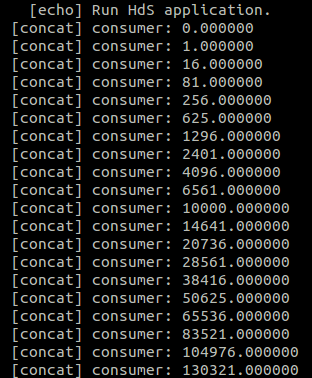 [echo] Run HdS application.
[concat] consumer: 0.000000
[concat] consumer: 1.000000
[concat] consumer: 16.000000
[concat] consumer: 81.000000
[concat] consumer: 256.000000
[concat] consumer: 625.000000
[concat] consumer: 1296.000000
[concat] consumer: 2401.000000
[concat] consumer: 4096.000000
[concat] consumer: 6561.000000
[concat] consumer: 10000.000000
[concat] consumer: 14641.000000
[concat] consumer: 20736.000000
[concat] consumer: 28561.000000
[concat] consumer: 38416.000000
[concat] consumer: 50625.000000
[concat] consumer: 65536.000000
[concat] consumer: 83521.000000
[concat] consumer: 104976.000000
[concat] consumer: 130321.000000